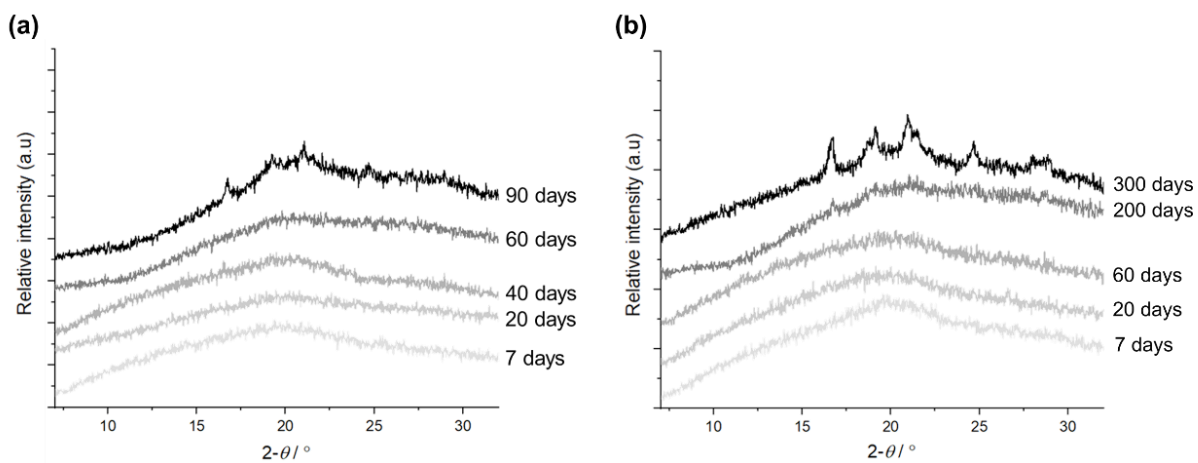 (a)
Relative intensity (a.u)
90 days
60 days
40 days
20 days
7 days
10 15 20 25 30
2-θ/ °
(b)
Relative intensity (a.u)
300 days
200 days
60 days
20 days
7 days
10 15 20 25 30
2-θ/ °